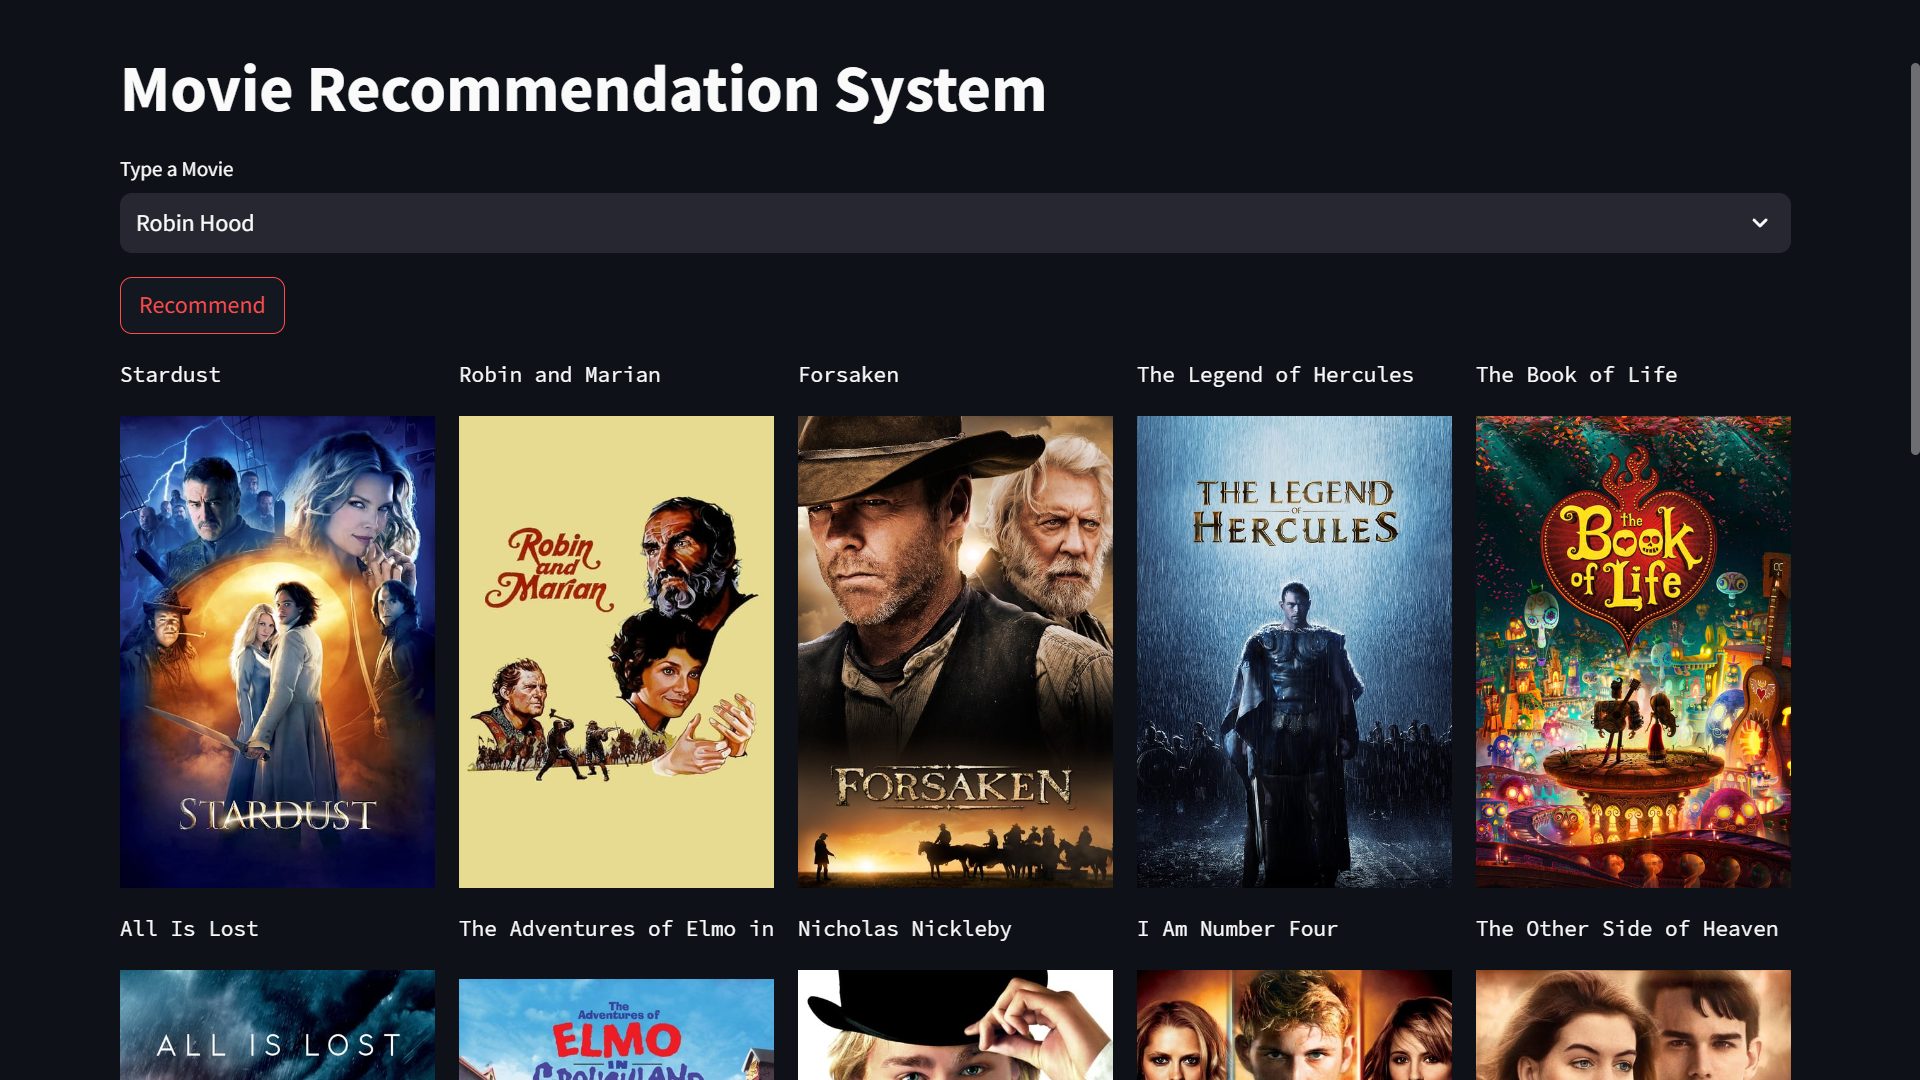 Movie Recommendation System
Type a Movie
Robin Hood
Recommend
Stardust
Robin and Marian
Forsaken
The Legend of Hercules
The Book of Life
STARDUST
Robin
and
Marian
FORSAKEN
THE LEGEND
OF
HERCULES
the
Book
of Life
All Is Lost
The Adventures of Elmo in
Nicholas Nickleby
I Am Number Four
The Other Side of Heaven
ALL IS LOST
The
Adventures of
ELMO
IN
GROUCHLAND